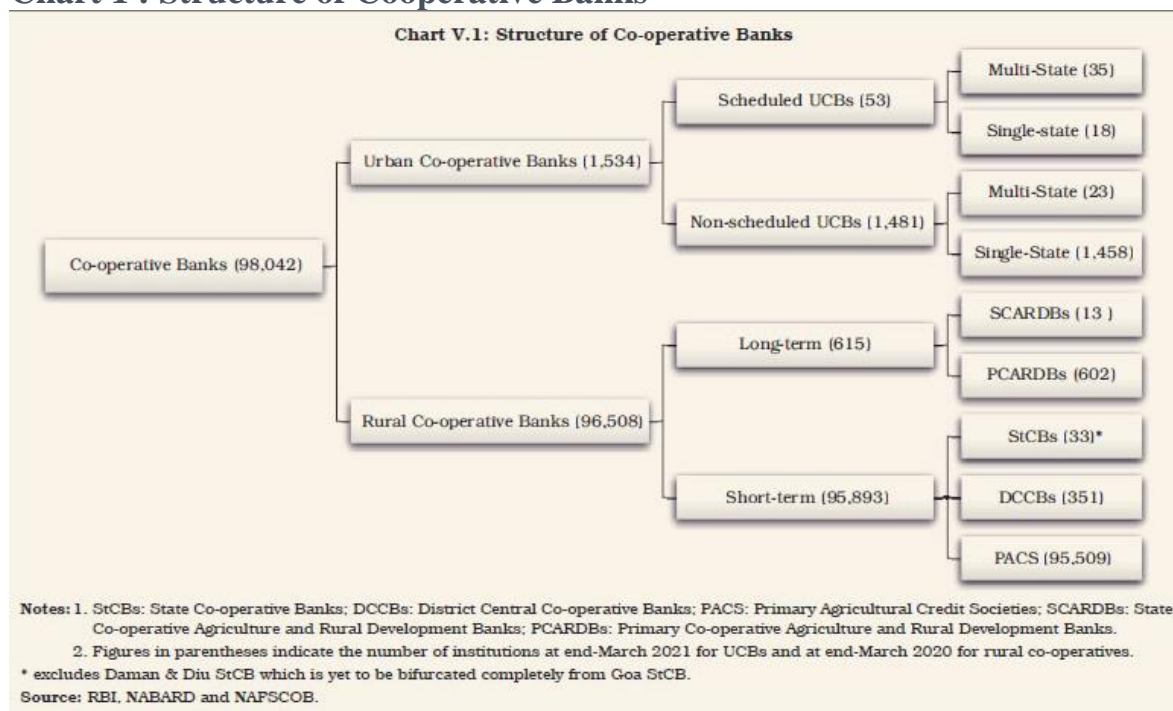 Chart 1 : Structure of Cooperative Banks
Chart V.1: Structure of Co-operative Banks
Co-operative Banks (98,042)
Urban Co-operative Banks (1,534)
Scheduled UCBs (53)
Multi-State (35)
Single-state (18)
Non-scheduled UCBs (1,481)
Multi-State (23)
Single-State (1,458)
Rural Co-operative Banks (96,508)
Long-term (615)
SCARDBs (13 )
PCARDBs (602)
Short-term (95,893)
StCBs (33)*
DCCBs (351)
PACS (95,509)
Notes: 1. StCBs: State Co-operative Banks; DCCBs: District Central Co-operative Banks; PACS: Primary Agricultural Credit Societies; SCARDBs: State
Co-operative Agriculture and Rural Development Banks; PCARDBs: Primary Co-operative Agriculture and Rural Development Banks.
2. Figures in parentheses indicate the number of institutions at end-March 2021 for UCBs and at end-March 2020 for rural co-operatives.
* excludes Daman & Diu StCB which is yet to be bifurcated completely from Goa StCB.
Source: RBI, NABARD and NAFSCOB.